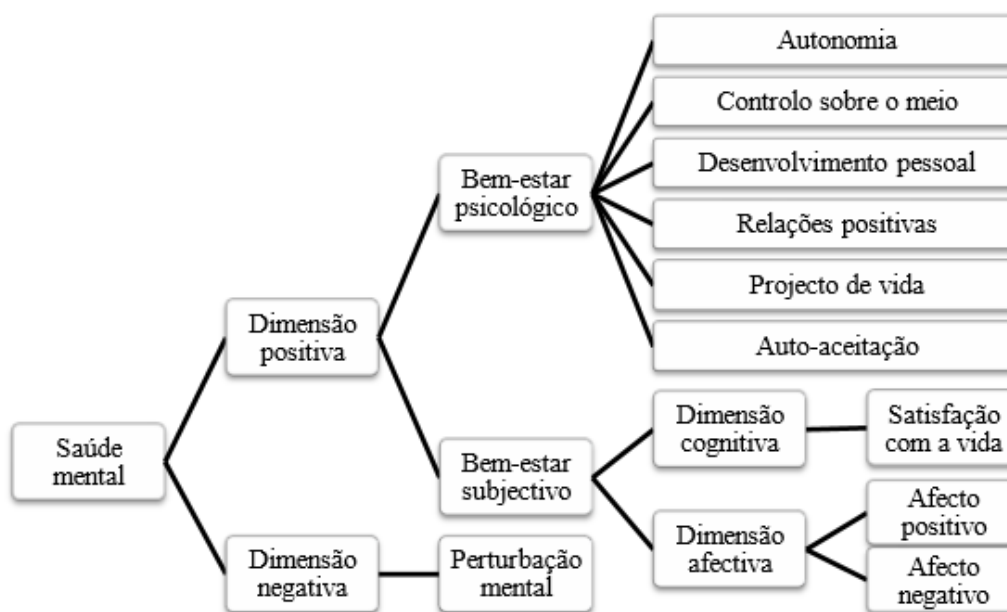 Saúde
mental
Dimensão
positiva
Dimensão
negativa
Bem-estar
psicológico
Bem-estar
subjectivo
Perturbação
mental
Autonomia
Controlo sobre o meio
Desenvolvimento pessoal
Relações positivas
Projecto de vida
Auto-aceitação
Dimensão
cognitiva
Dimensão
afectiva
Satisfação
com a vida
Afecto
positivo
Afecto
negativo